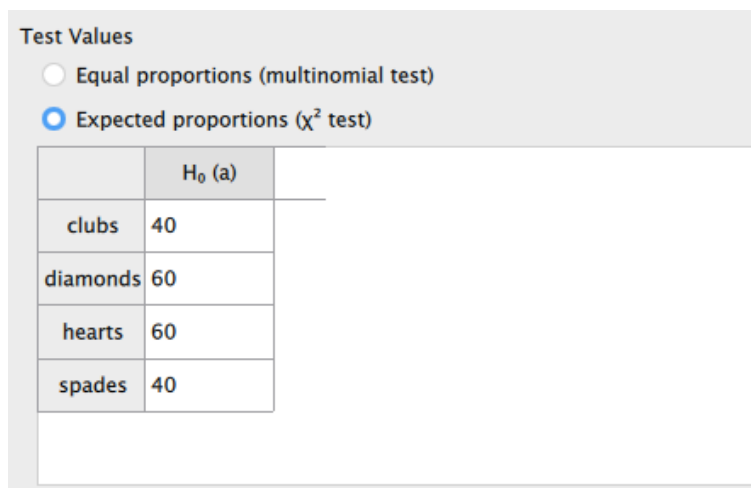 Test Values
Equal proportions (multinomial test)
Expected proportions (χ² test)
H₀ (a)
clubs 40
diamonds 60
hearts 60
spades 40